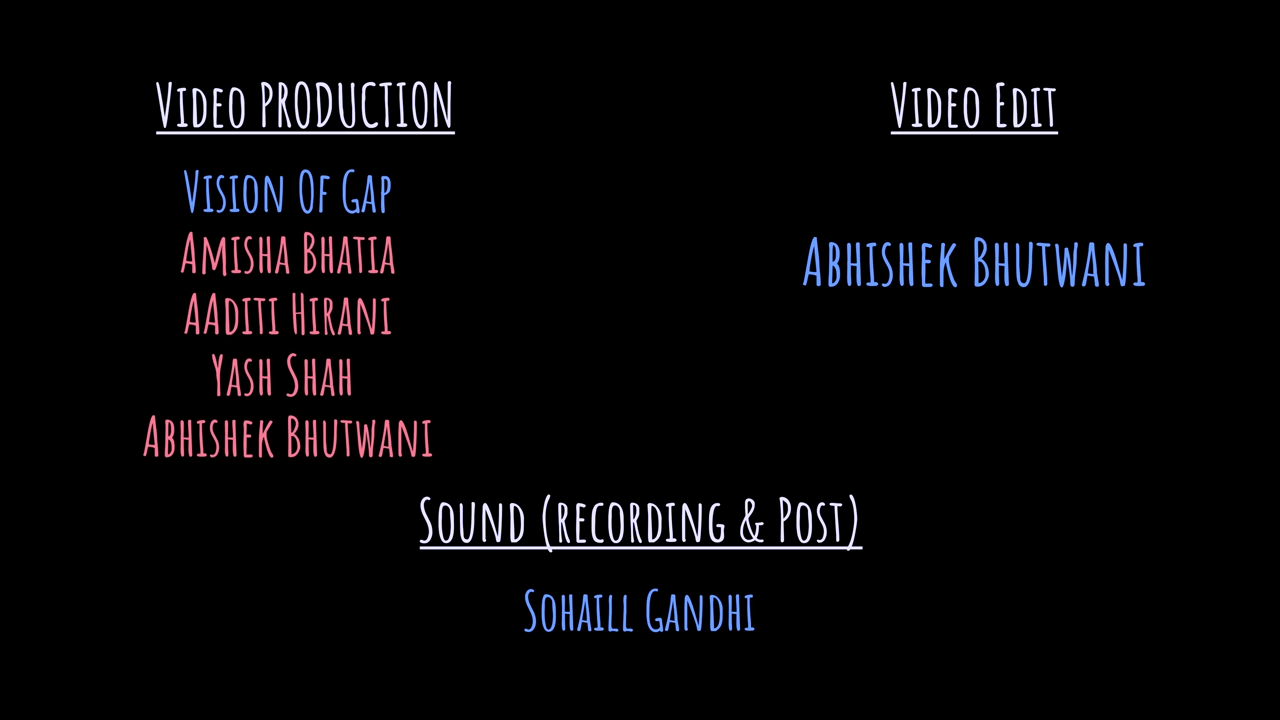 Video PRODUCTION
Vision Of Gap
Amisha Bhatia
AAditi Hirani
Yash Shah
Abhishek Bhutwani
Video Edit
Abhishek Bhutwani
Sound (recording & Post)
Sohaill Gandhi